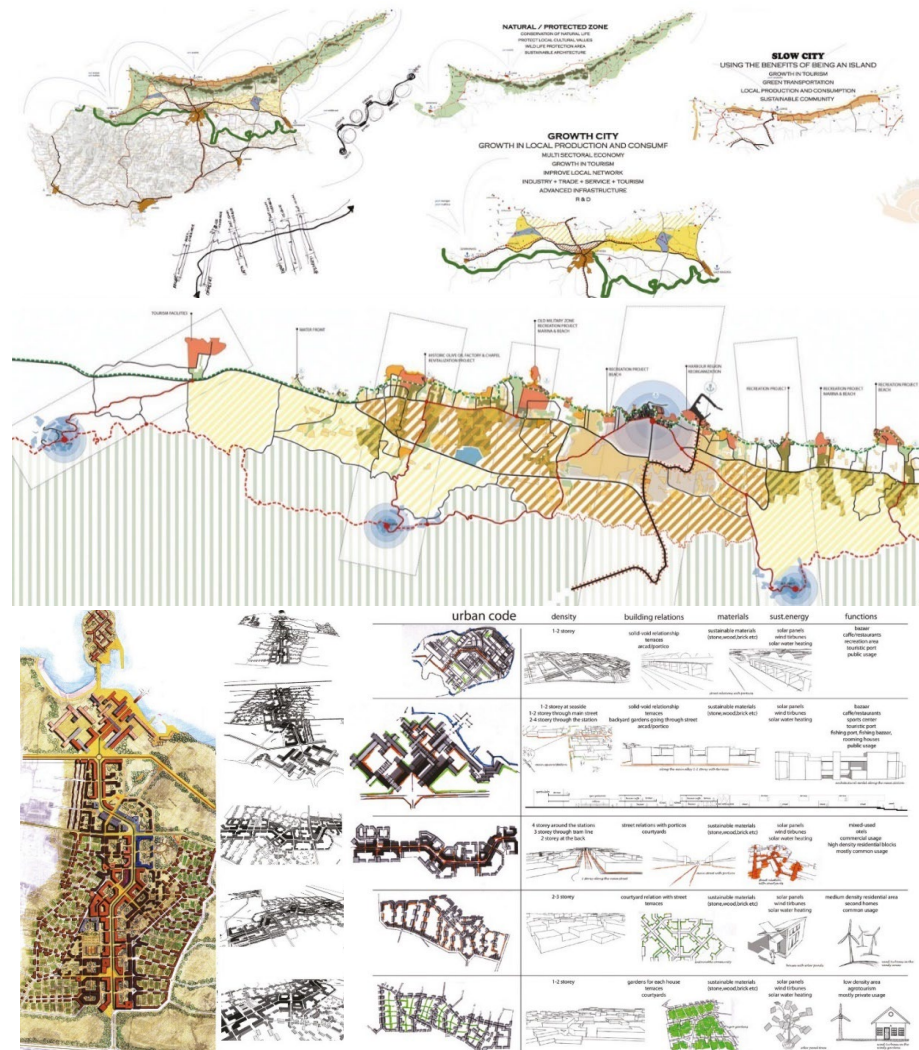 NATURAL / PROTECTED ZONE
CONSERVATION OF NATURAL LIFE
PROTECT LOCAL CULTURAL VALUES
WILD LIFE PROTECTION AREA
SUSTAINABLE ARCHITECTURE
SLOW CITY
USING THE BENEFITS OF BEING AN ISLAND
GROWTH IN TOURISM
GREEN TRANSPORTATION
LOCAL PRODUCTION AND CONSUMPTION
SUSTAINABLE COMMUNITY
GROWTH CITY
GROWTH IN LOCAL PRODUCTION AND CONSUMF
MULTI SECTORAL ECONOMY
GROWTH IN TOURISM
IMPROVE LOCAL NETWORK
INDUSTRY + TRADE + SERVICE + TOURISM
ADVANCED INFRASTRUCTURE
R & D
TOURISM FACILITIES
WATER FRONT
HISTORIC OLIVE OIL FACTORY & CHAPEL
REVITALIZATION PROJECT
OLD MILITARY ZONE
RECREATION PROJECT
MARINA & BEACH
RECREATION PROJECT
BEACH
HARBOUR REGION
REORGANIZATION
RECREATION PROJECT
RECREATION PROJECT
MARINA & BEACH
RECREATION PROJECT
BEACH
urban code
density
building relations
materials
sust.energy
functions
1-2 storey
solid void relationship
terraces
arcad/portico
sustainable materials
(stone,wood,brick.etc)
solar panels
wind tirbunes
solar water heating
bazaar
caffe/restaurants
recreation area
touristic port
public usage
1-2 storey at seaside
1-2 storey through main street
2-4 storey through the station
solid void relationship
terraces
backyard gardens going through street
arcad/portico
sustainable materials
(stone,wood,brick.etc)
solar panels
wind tirbunes
solar water heating
bazaar
caffe/restaurants
sports center
touristic port
fishing port, fishing bazaar,
rooming houses
public usage
4 storey around the stations
3 storey through tram line
2 storey at the back
street relations with porticos
courtyards
sustainable materials
(stone,wood,brick.etc)
solar panels
wind tirbunes
solar water heating
mixed-used
otels
commercial usage
high density residential blocks
mostly common usage
2-3 storey
courtyard relation with street
terraces
sustainable materials
(stone,wood,brick.etc)
solar panels
wind tirbunes
solar water heating
medium density residential area
second homes
common usage
1-2 storey
gardens for each house
terraces
courtyards
sustainable materials
(stone,wood,brick.etc)
solar panels
wind tirbunes
solar water heating
low density area
agrotourism
mostly private usage